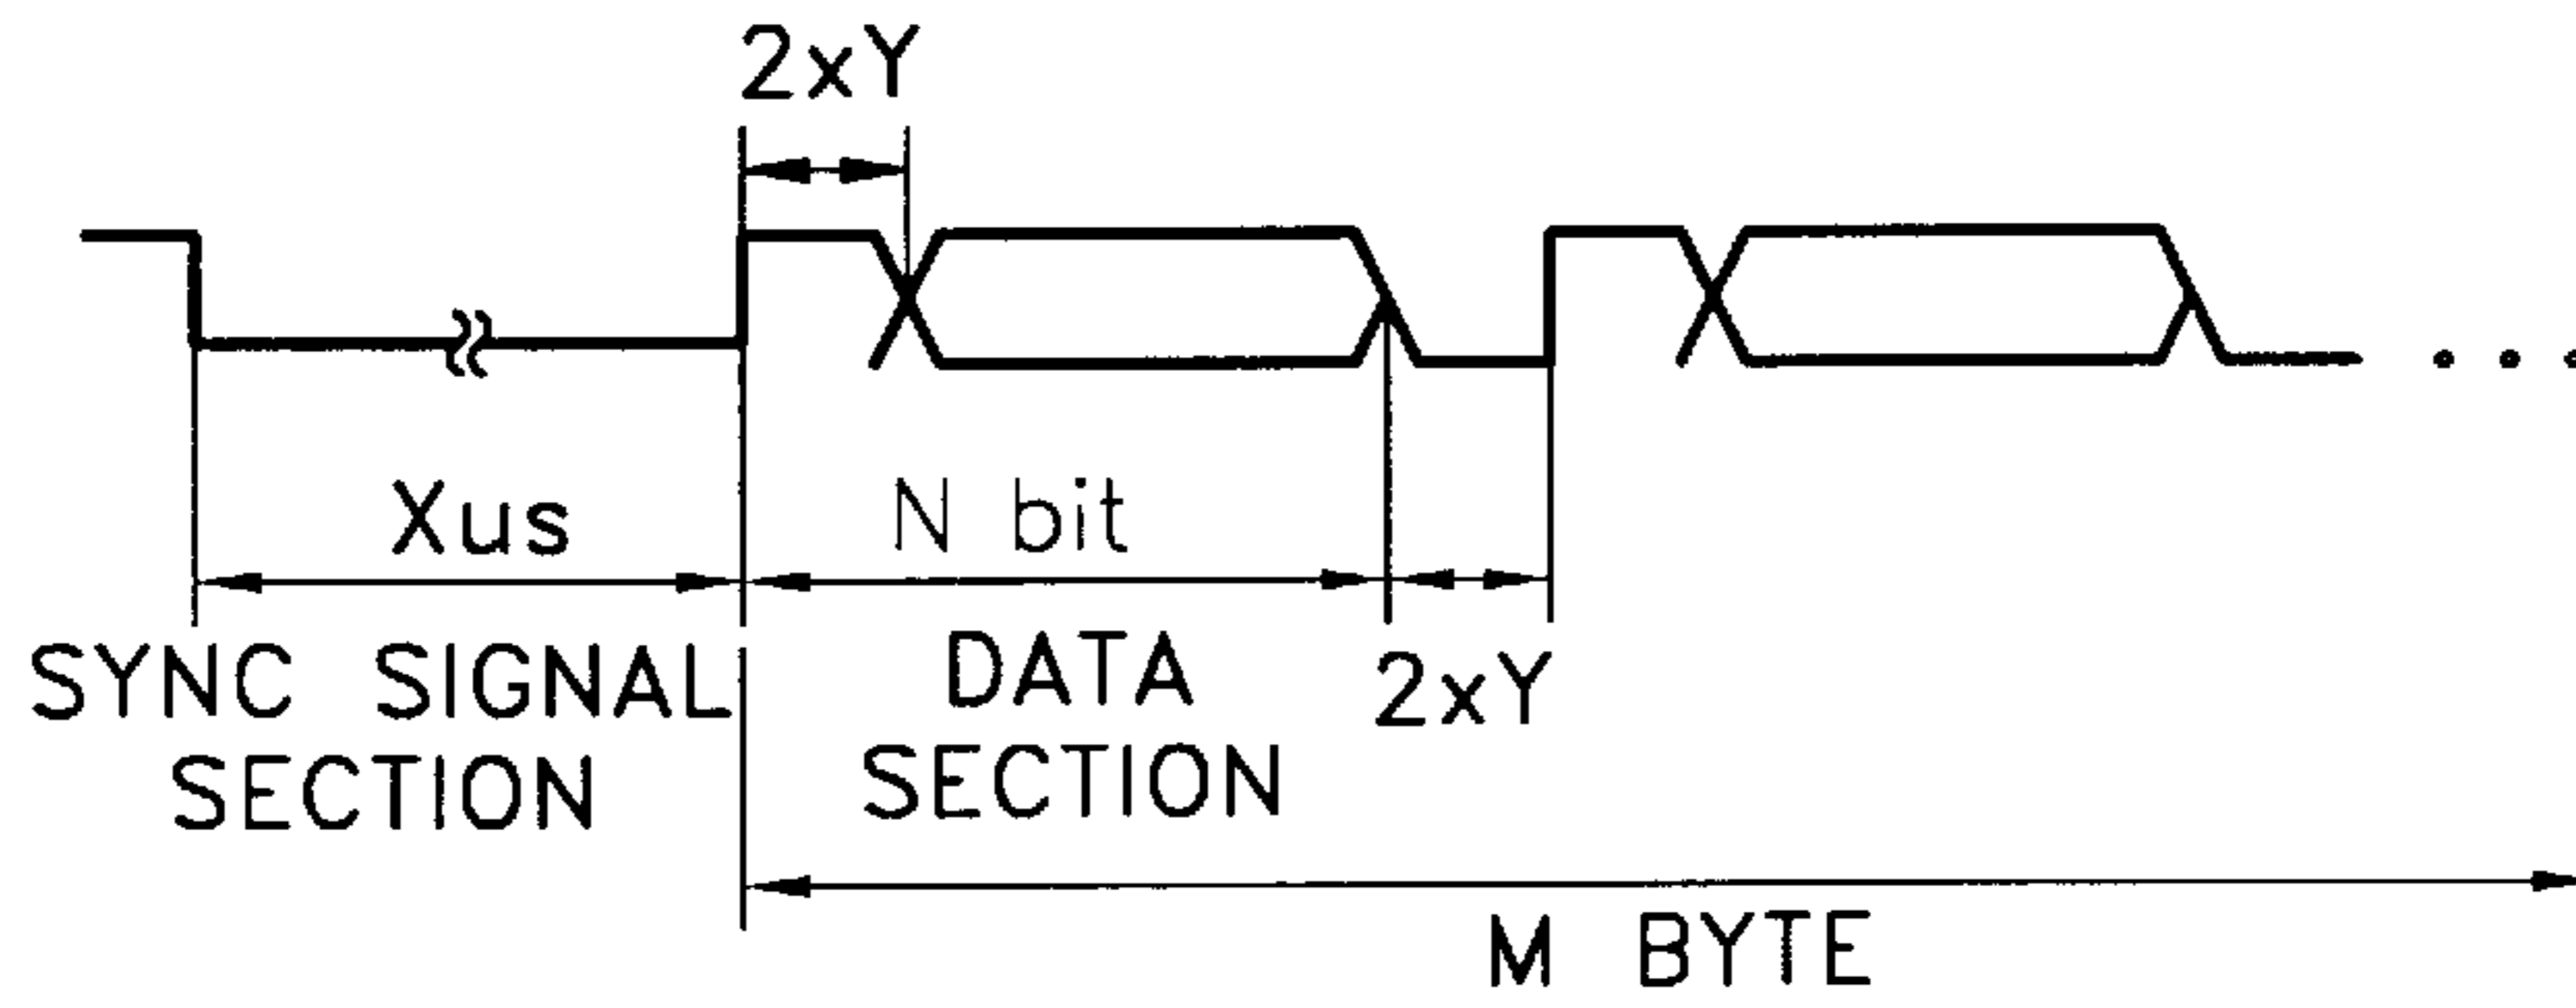 2xY
Xus
N bit
SYNC SIGNAL
SECTION
DATA
SECTION
2xY
M BYTE